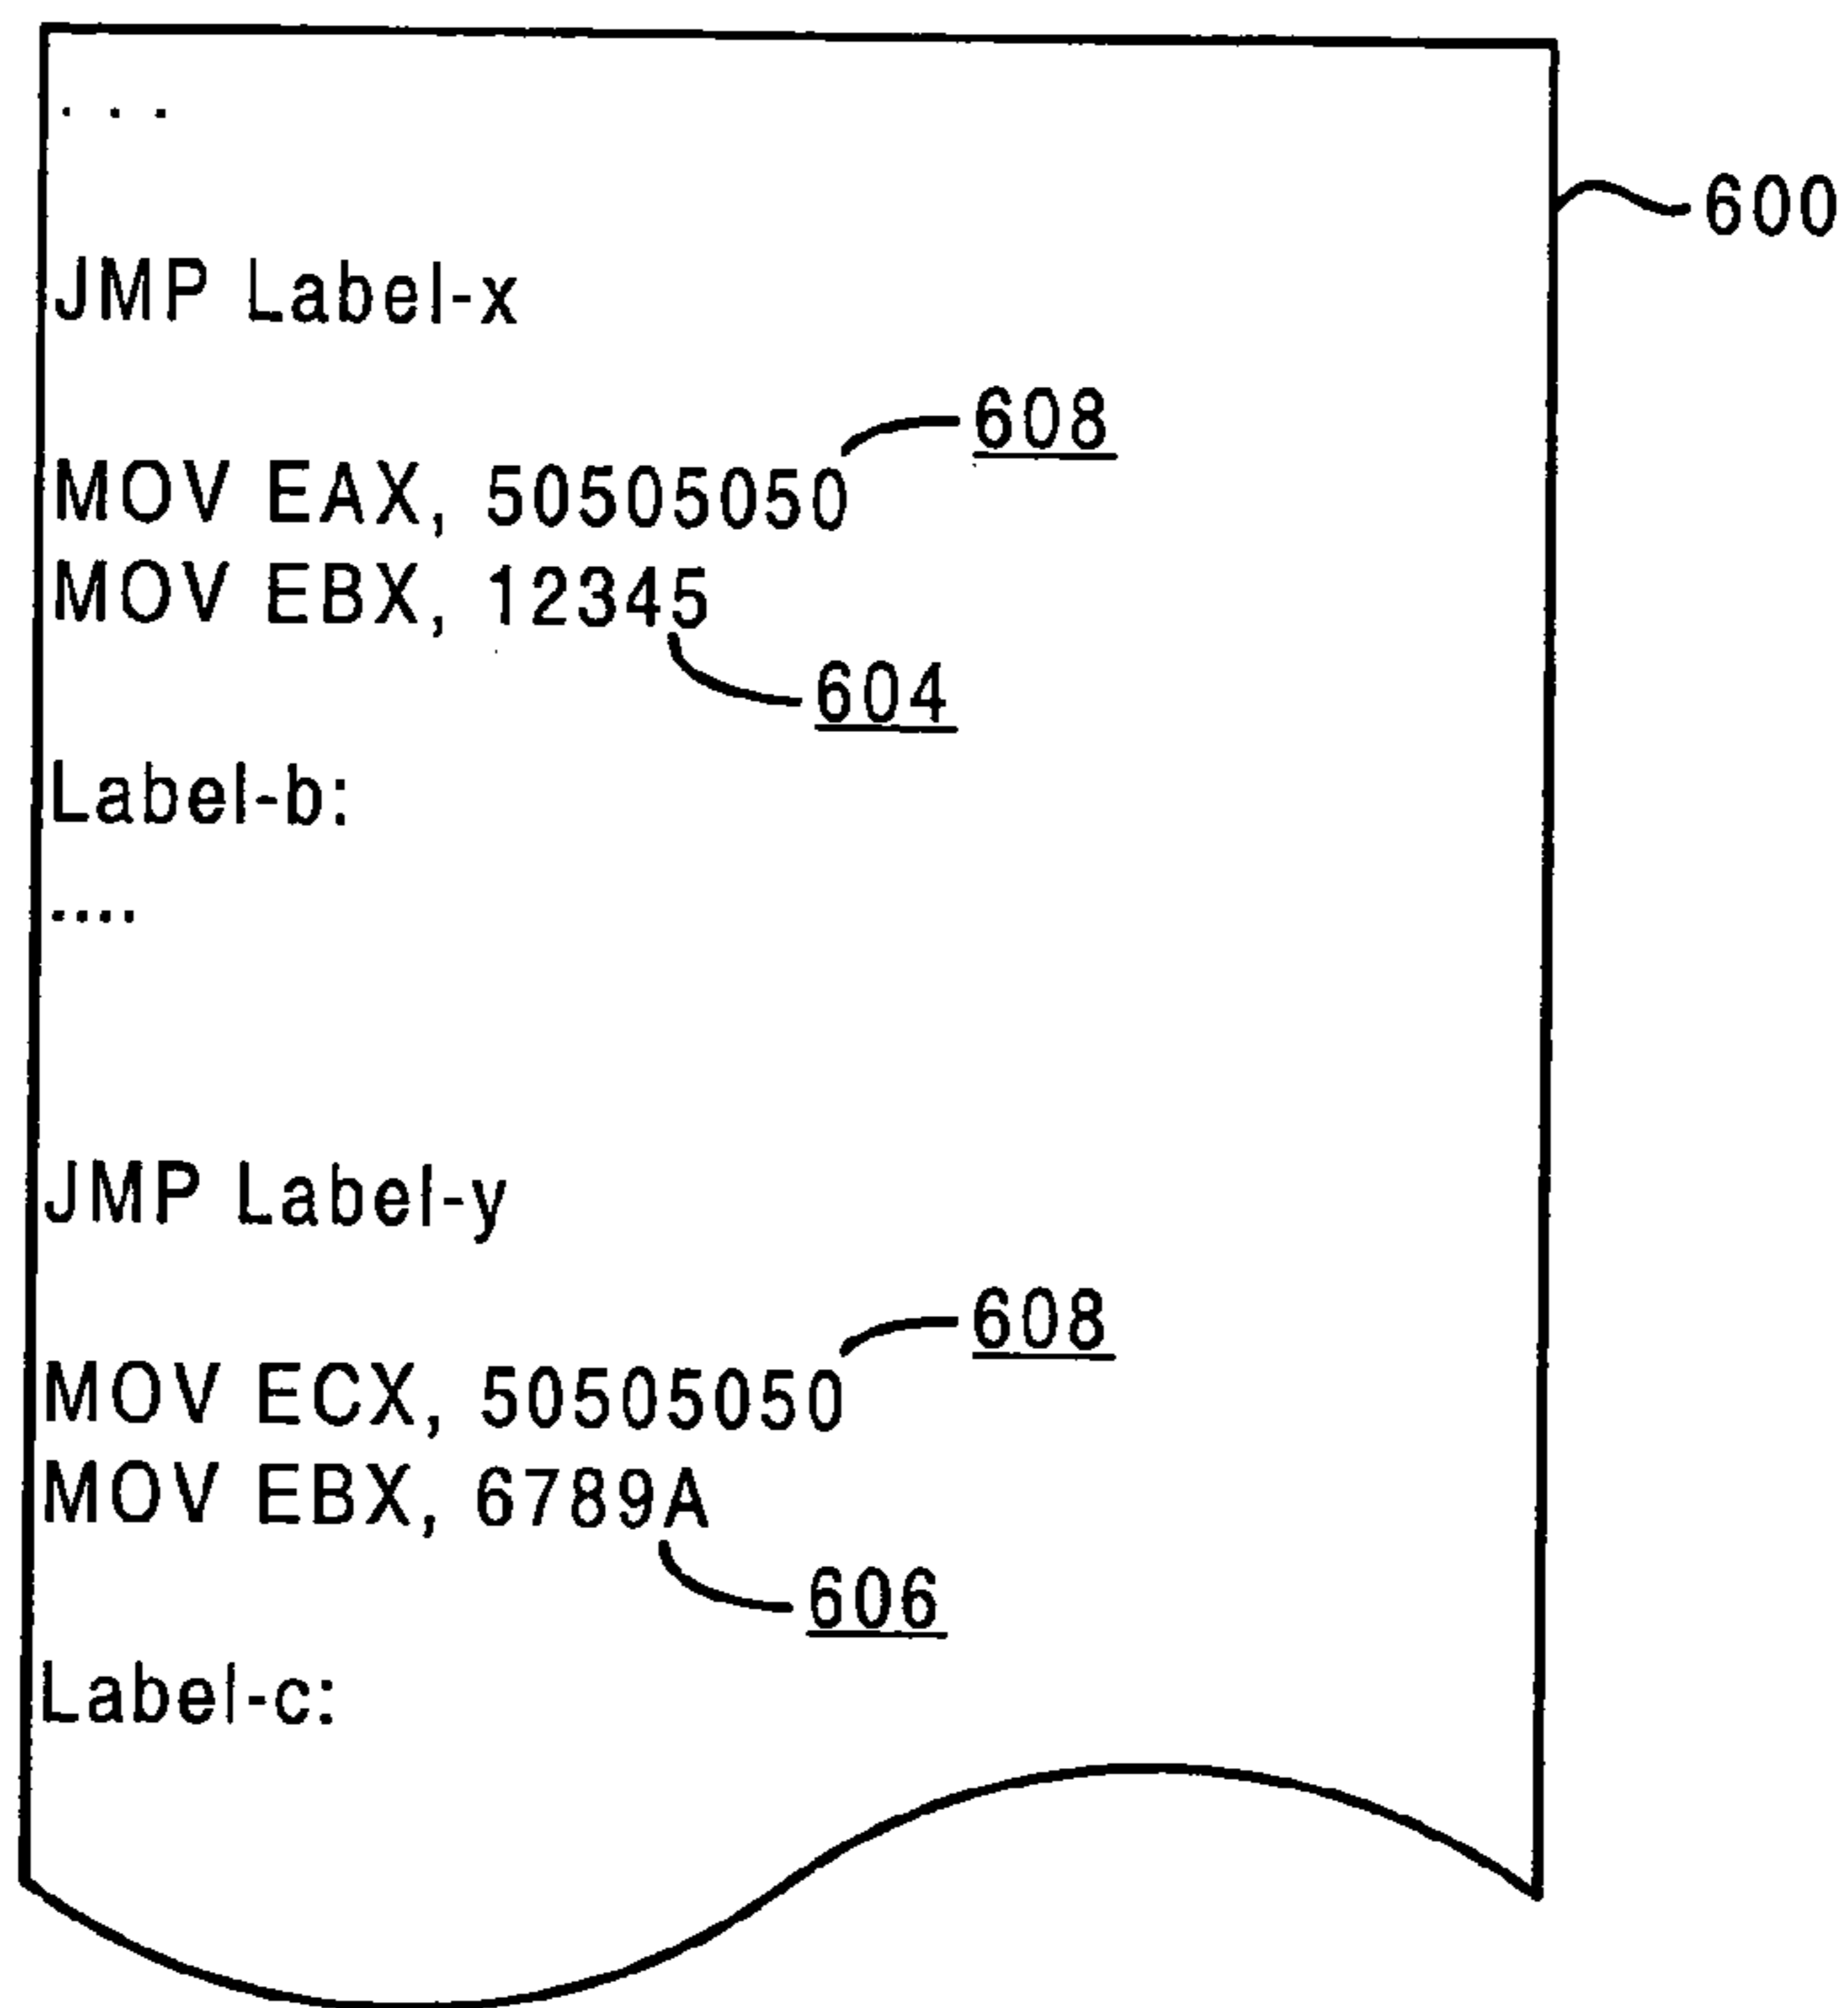 . . .
600
JMP Label-x
608
MOV EAX, 50505050
MOV EBX, 12345
604
Label-b:
....
JMP Label-y
608
MOV ECX, 50505050
MOV EBX, 6789A
606
Label-c: